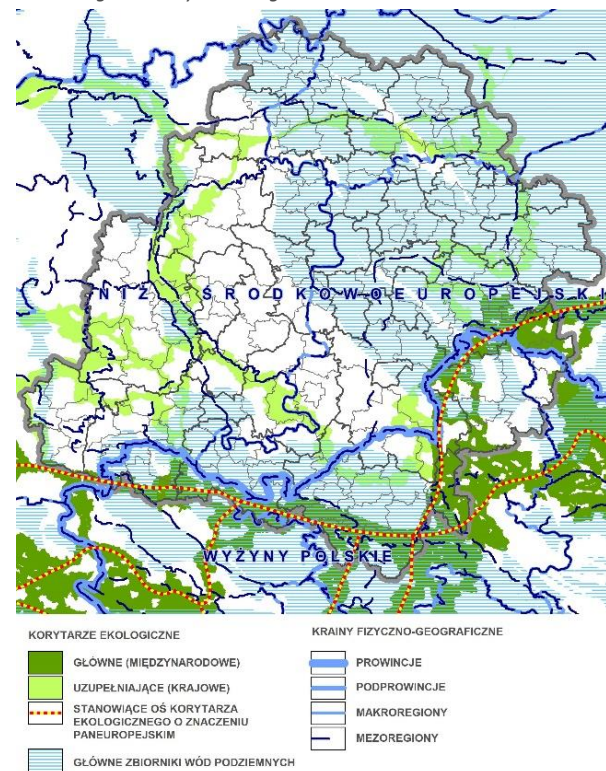 NIŻ ŚRODKOWOEUROPEJSKI
WYŻYNY POLSKIE
KORYTARZE EKOLOGICZNE
GŁÓWNE (MIĘDZYNARODOWE)
UZUPEŁNIAJĄCE (KRAJOWE)
STANOWIĄCE OŚ KORYTARZA
EKOLOGICZNEGO O ZNACZENIU
PANEUROPEJSKIM
GŁÓWNE ZBIORNIKI WÓD PODZIEMNYCH
KRAINY FIZYCZNO-GEOGRAFICZNE
PROWINCJE
PODPROWINCJE
MAKROREGIONY
MEZOREGIONY